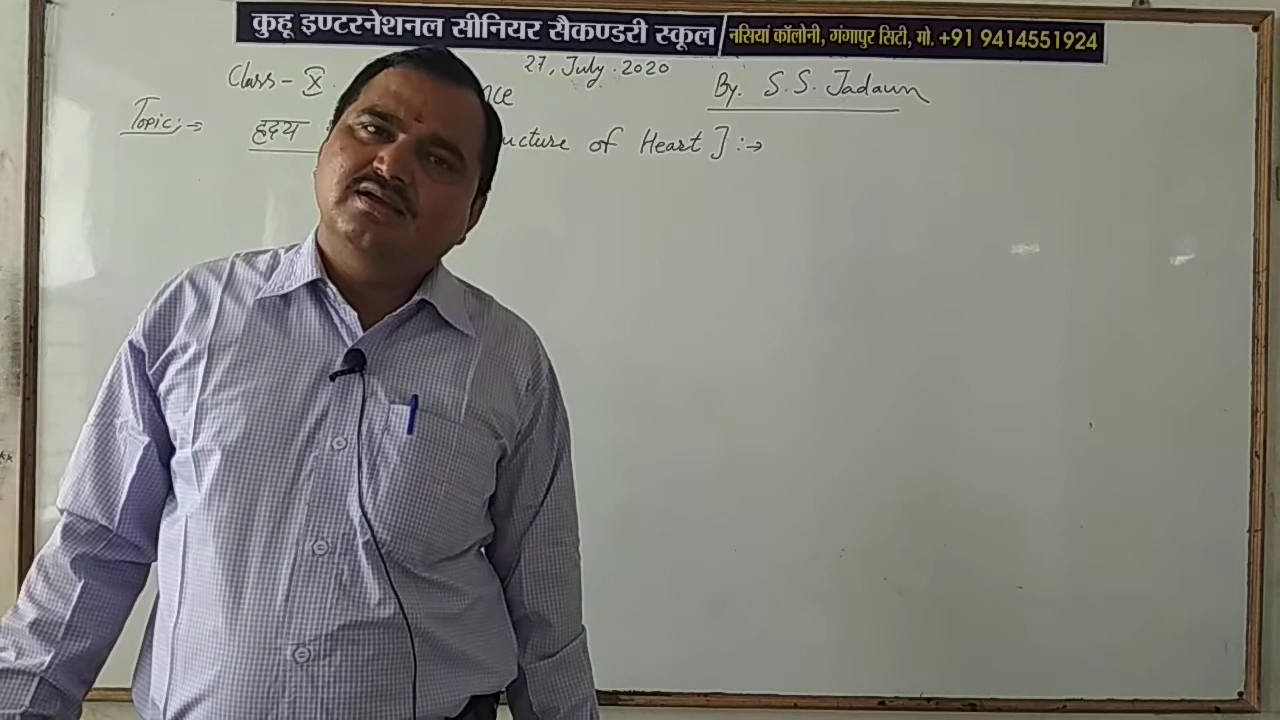 कुहू इण्टरनेशनल सीनियर सैकण्डरी स्कूल नसियां कॉलोनी, गंगापुर सिटी, मो. +91 9414551924
Class - X 27, July. 2020 By. S. S. Jadaun
Topic; → हृदय ucture of Heart ] :→